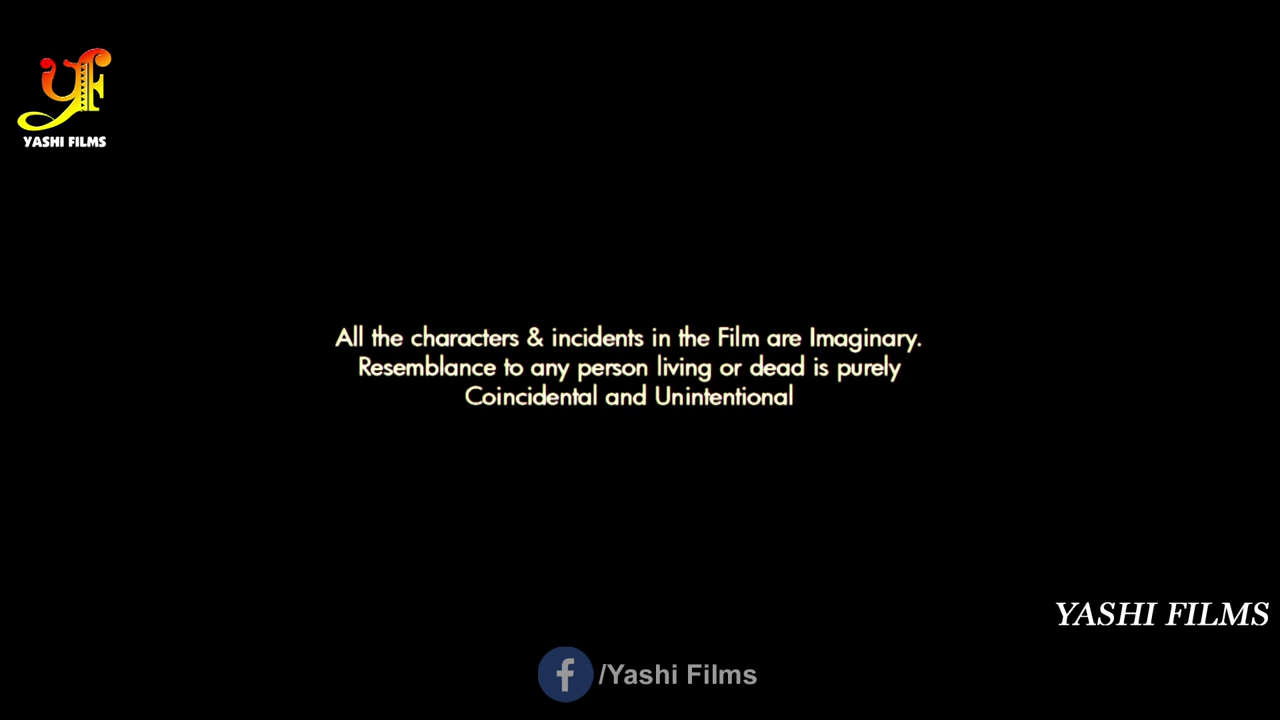 YF
YASHI FILMS
All the characters & incidents in the Film are Imaginary.
Resemblance to any person living or dead is purely
Coincidental and Unintentional
YASHI FILMS
f /Yashi Films